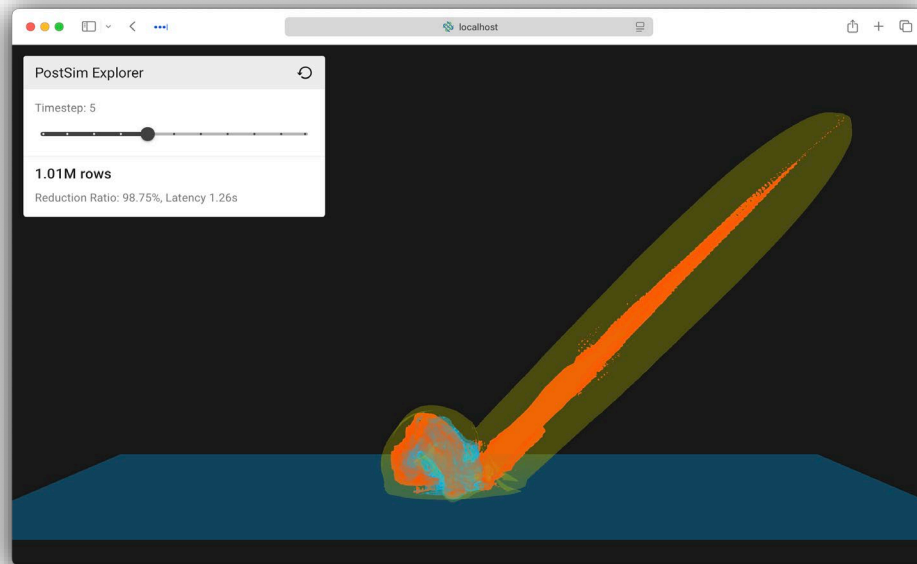 localhost
PostSim Explorer
Timestep: 5
1.01M rows
Reduction Ratio: 98.75%, Latency 1.26s